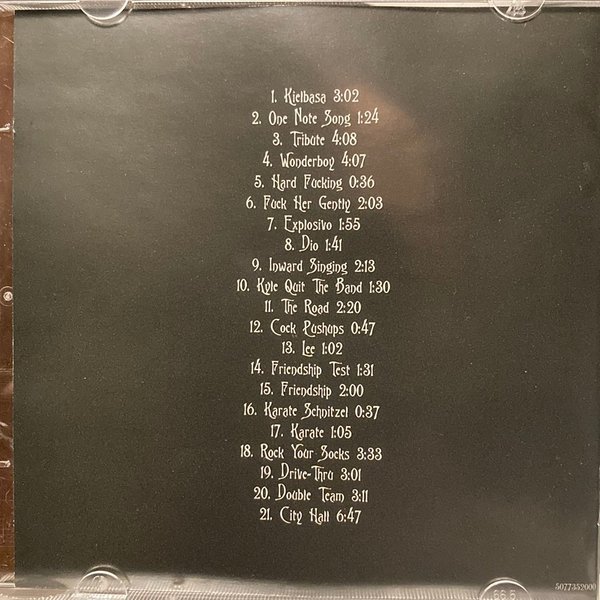 1. Kielbasa 3:02
2. One Note Song 1:24
3. Tribute 4:08
4. Wonderboy 4:07
5. Hard Fucking 0:36
6. Fuck Her Gently 2:03
7. Explosivo 1:55
8. Dio 1:41
9. Inward Singing 2:13
10. Kyle Quit The Band 1:30
11. The Road 2:20
12. Cock Pushups 0:47
13. Lee 1:02
14. Friendship Test 1:31
15. Friendship 2:00
16. Karate Schnitzel 0:37
17. Karate 1:05
18. Rock Your Socks 3:33
19. Drive-Thru 3:01
20. Double Team 3:11
21. City Hall 6:47
5077352000